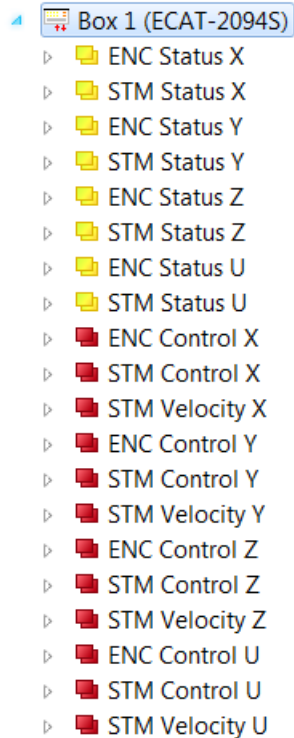 Box 1 (ECAT-2094S)
ENC Status X
STM Status X
ENC Status Y
STM Status Y
ENC Status Z
STM Status Z
ENC Status U
STM Status U
ENC Control X
STM Control X
STM Velocity X
ENC Control Y
STM Control Y
STM Velocity Y
ENC Control Z
STM Control Z
STM Velocity Z
ENC Control U
STM Control U
STM Velocity U